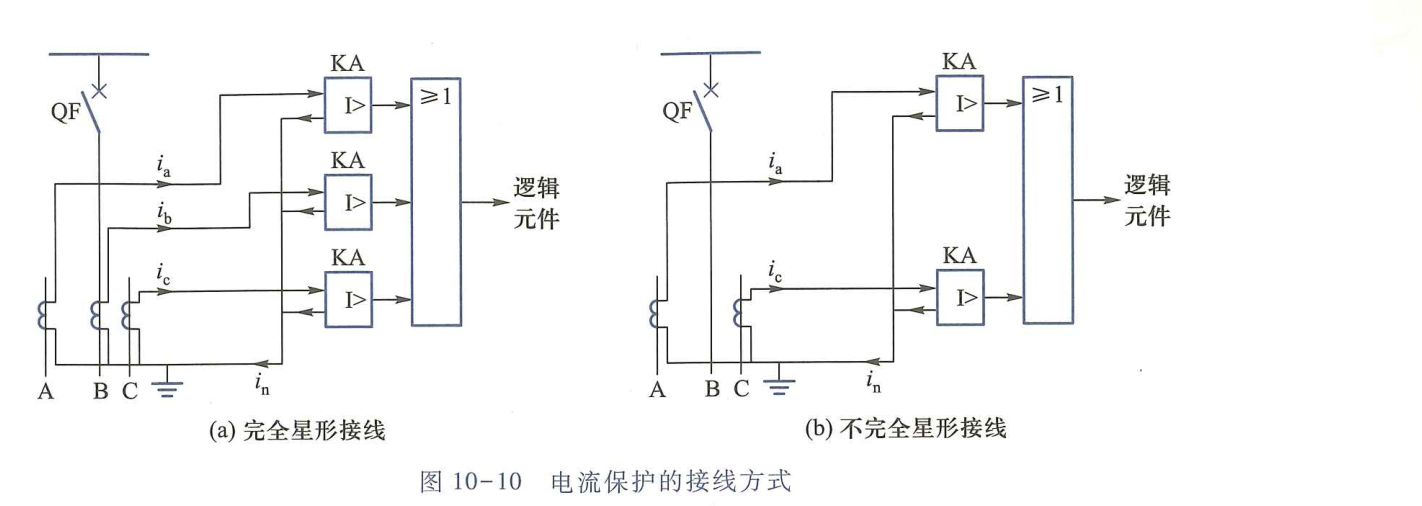 KA
I>
≥1
QF
i_a
KA
I>
i_b
逻辑
元件
KA
i_c
I>
A
B
C
i_n
(a) 完全星形接线
KA
I>
≥1
QF
i_a
逻辑
元件
KA
i_c
I>
A
B
C
i_n
(b) 不完全星形接线
图 10-10 电流保护的接线方式